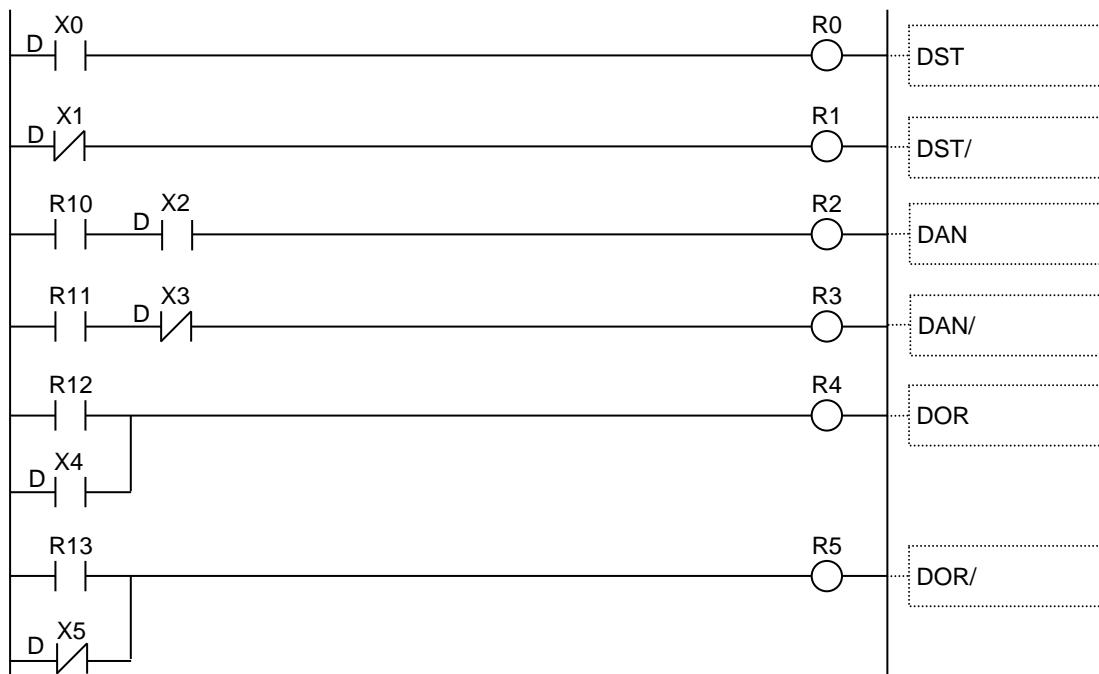 X0 R0
D DST
X1 R1
D DST/
R10 X2 R2
D DAN
R11 X3 R3
D DAN/
R12 R4
DOR
X4
D
R13 R5
DOR/
X5
D